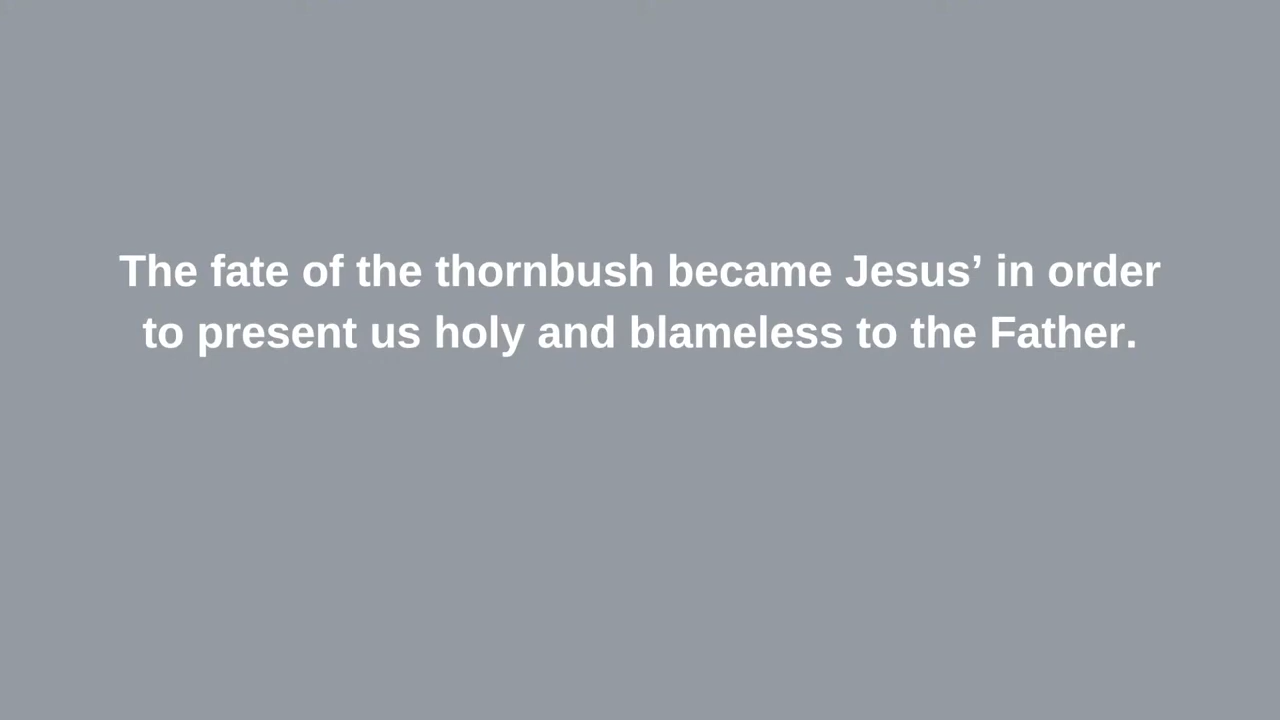 The fate of the thornbush became Jesus’ in order
to present us holy and blameless to the Father.